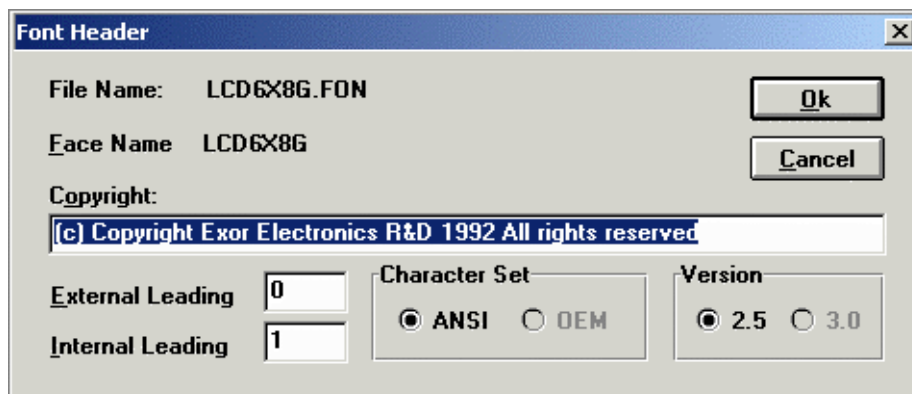 Font Header
File Name: LCD6X8G.FON
Ok
Face Name LCD6X8G
Cancel
Copyright:
(c) Copyright Exor Electronics R&D 1992 All rights reserved
External Leading 0
Internal Leading 1
Character Set
ANSI OEM
Version
2.5 3.0